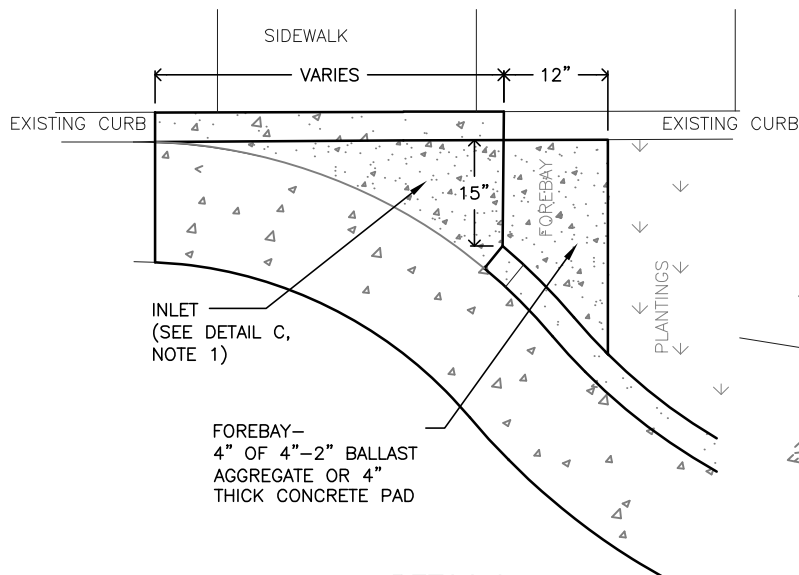 SIDEWALK
VARIES
12"
EXISTING CURB
EXISTING CURB
15"
FOREBAY
PLANTINGS
INLET
(SEE DETAIL C,
NOTE 1)
FOREBAY–
4" OF 4"–2" BALLAST
AGGREGATE OR 4"
THICK CONCRETE PAD